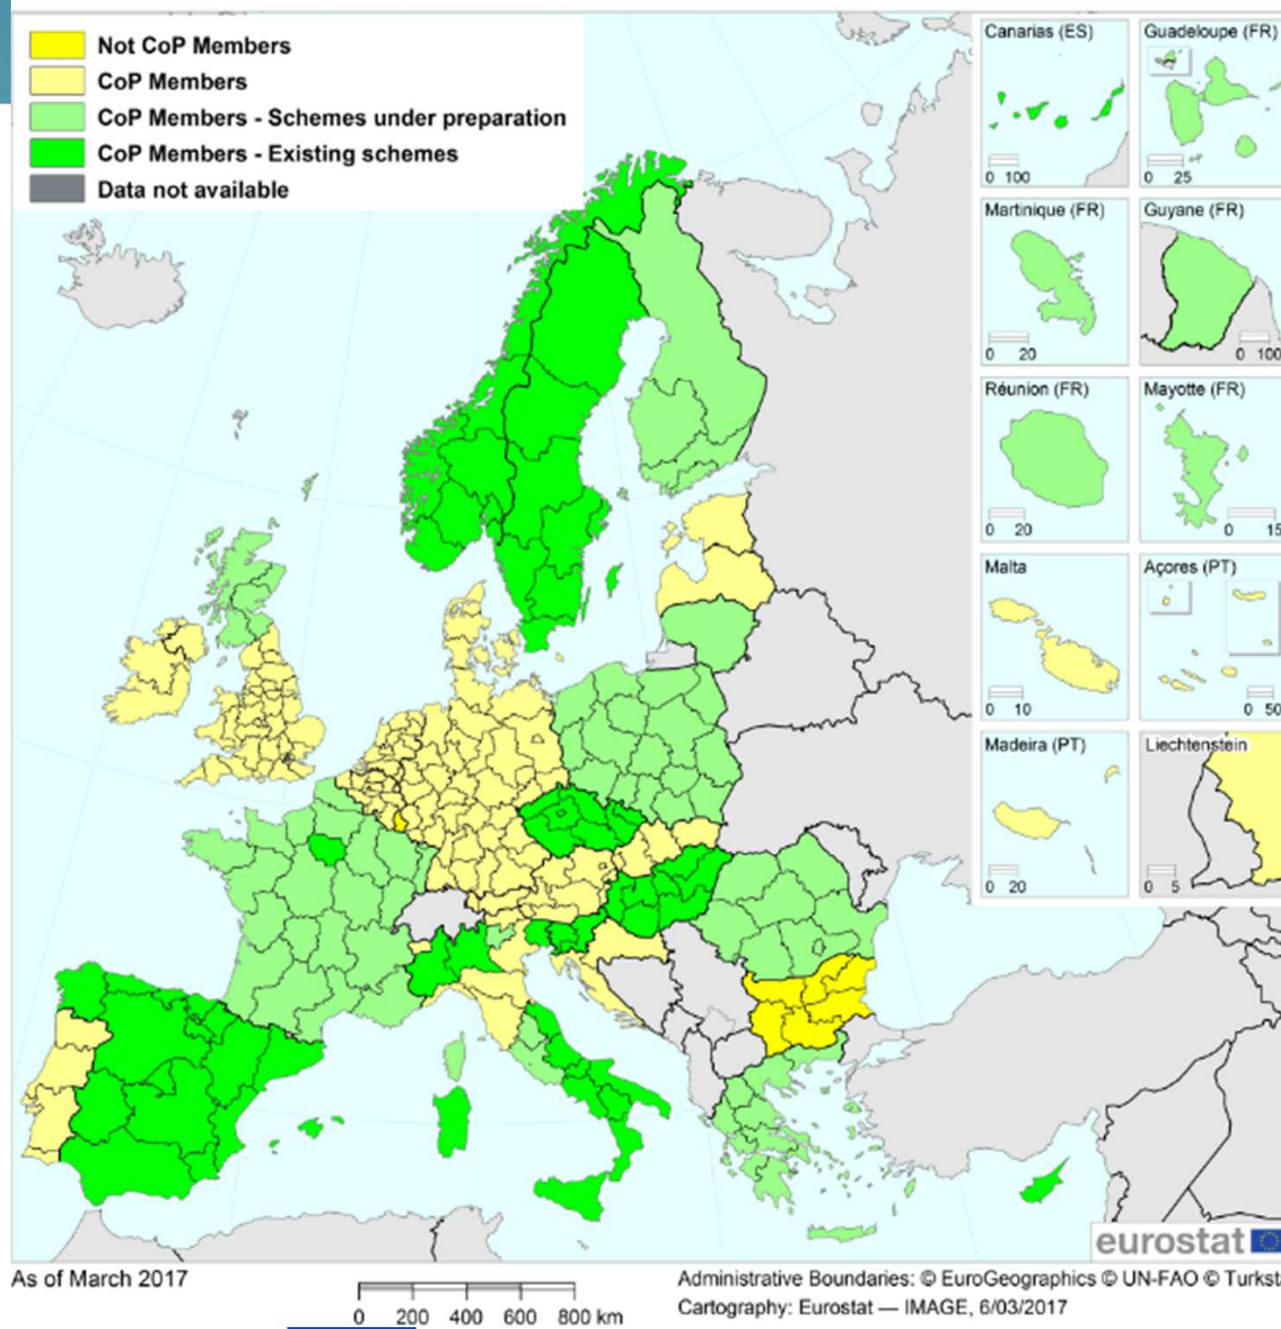 Not CoP Members
CoP Members
CoP Members - Schemes under preparation
CoP Members - Existing schemes
Data not available
Canarias (ES)
0 100
Guadeloupe (FR)
0 25
Martinique (FR)
0 20
Guyane (FR)
0 100
Réunion (FR)
0 20
Mayotte (FR)
0 15
Malta
0 10
Açores (PT)
0 50
Madeira (PT)
0 20
Liechtenstein
0 5
eurostat
As of March 2017
0 200 400 600 800 km
Administrative Boundaries: © EuroGeographics © UN-FAO © Turksta
Cartography: Eurostat — IMAGE, 6/03/2017